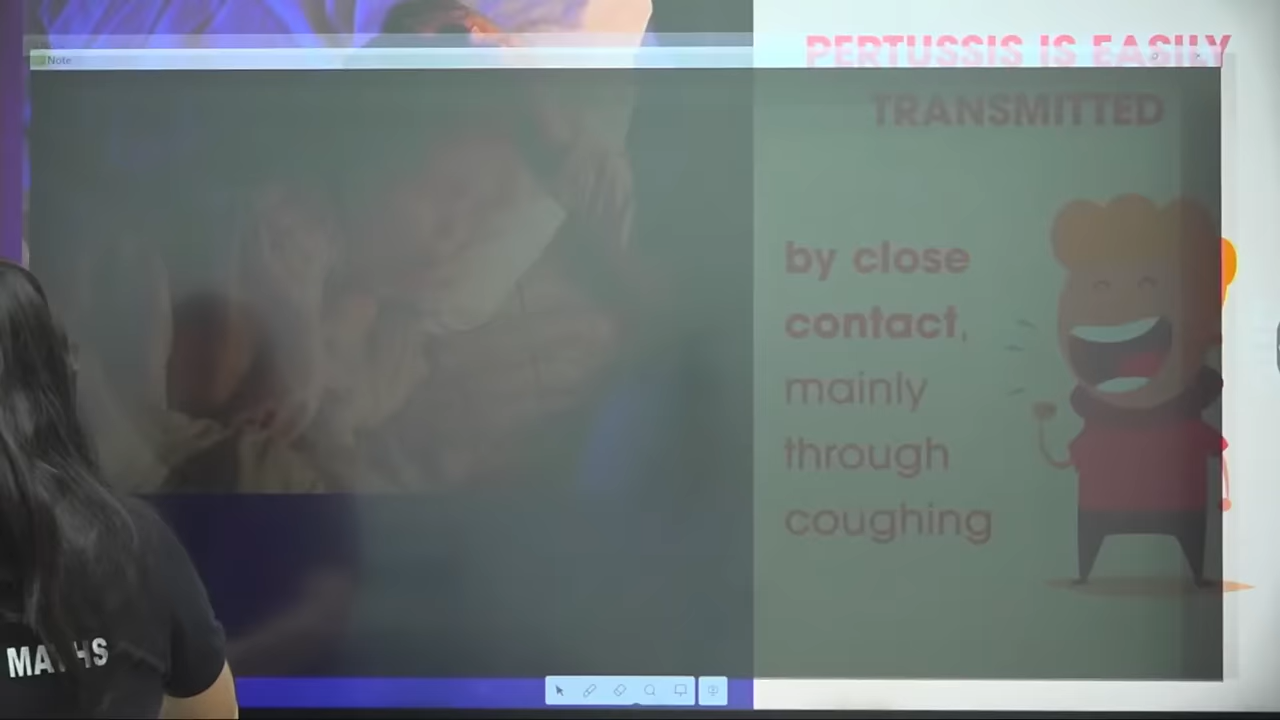 Note
PERTUSSIS IS EASILY
TRANSMITTED
by close
contact,
mainly
through
coughing
MATHS